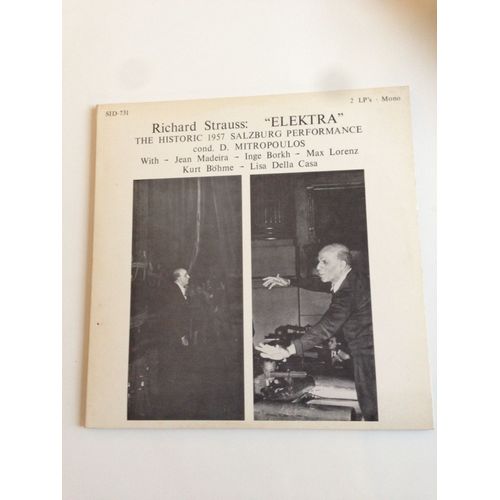 SID-731
2 LP's · Mono
Richard Strauss: "ELEKTRA"
THE HISTORIC 1957 SALZBURG PERFORMANCE
cond. D. MITROPOULOS
With - Jean Madeira - Inge Borkh - Max Lorenz
Kurt Böhme - Lisa Della Casa